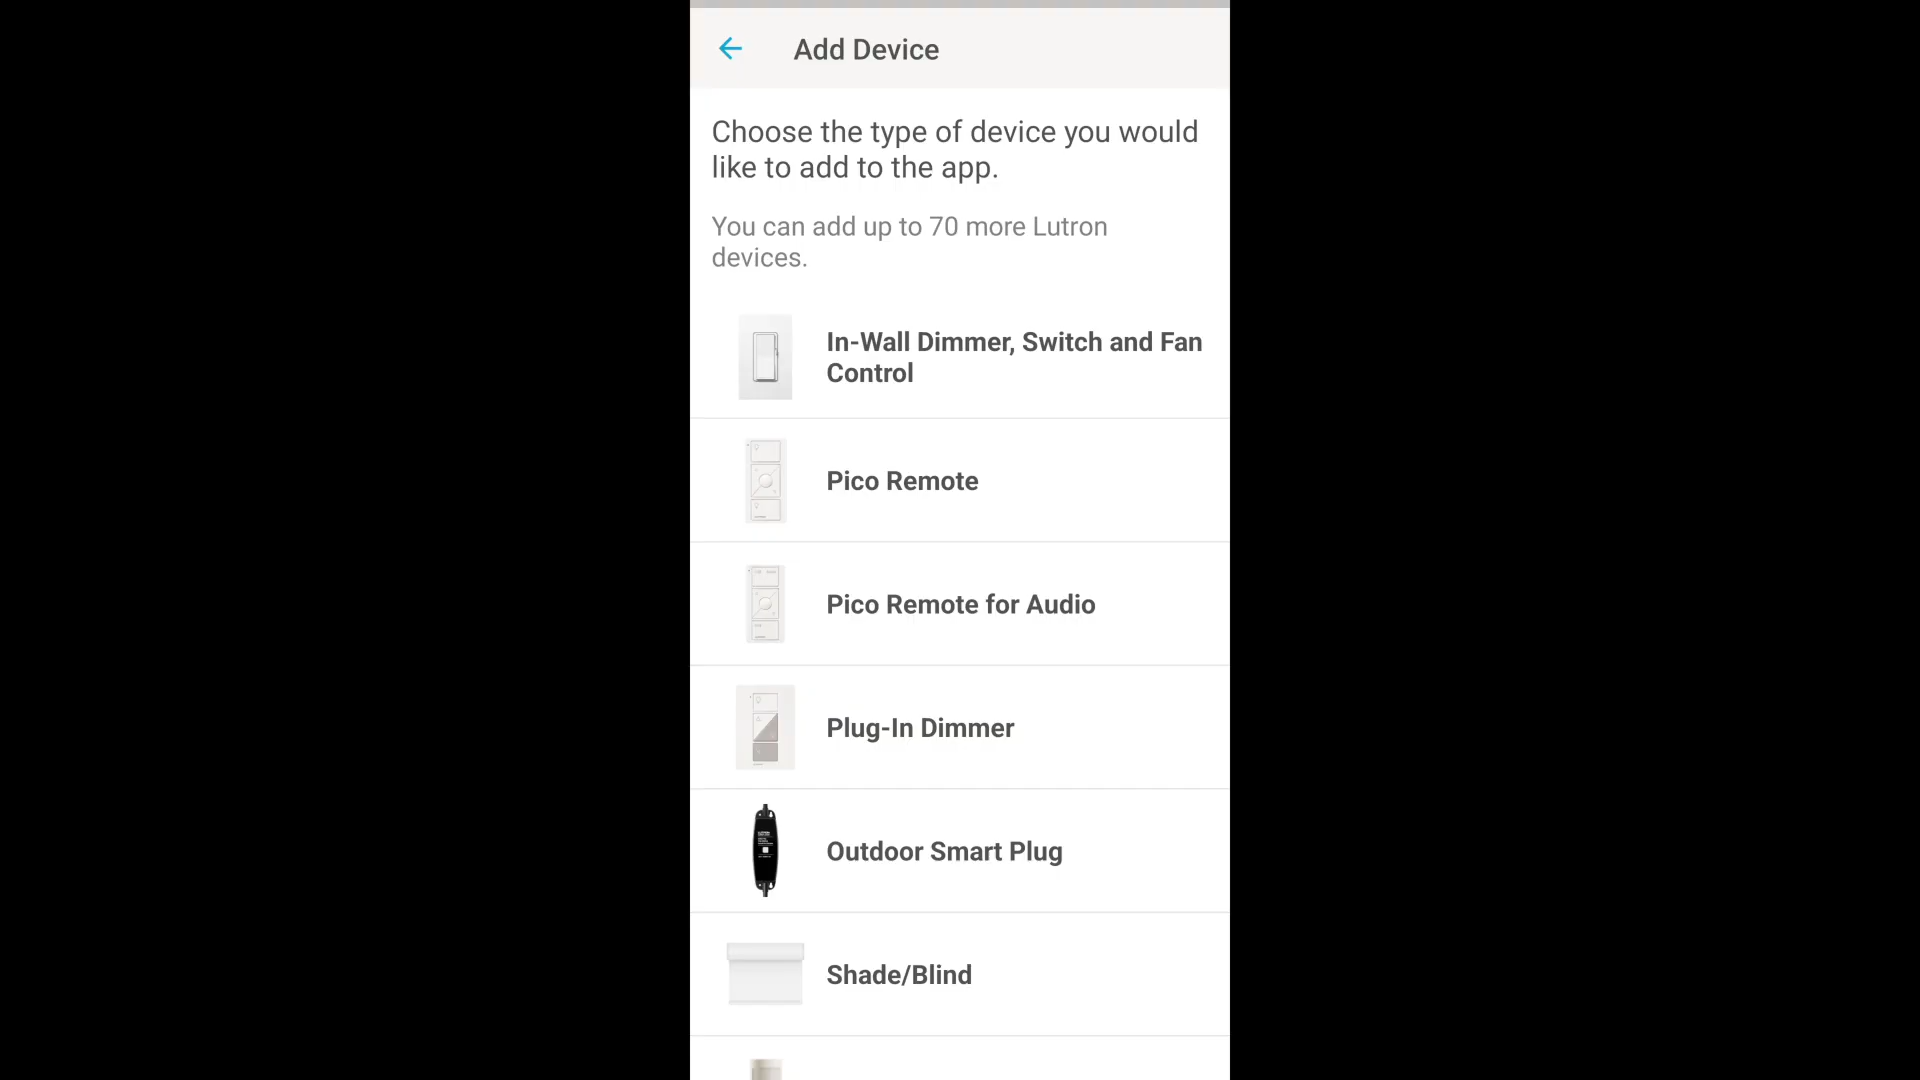 Add Device
Choose the type of device you would
like to add to the app.
You can add up to 70 more Lutron
devices.
In-Wall Dimmer, Switch and Fan
Control
Pico Remote
Pico Remote for Audio
Plug-In Dimmer
Outdoor Smart Plug
Shade/Blind